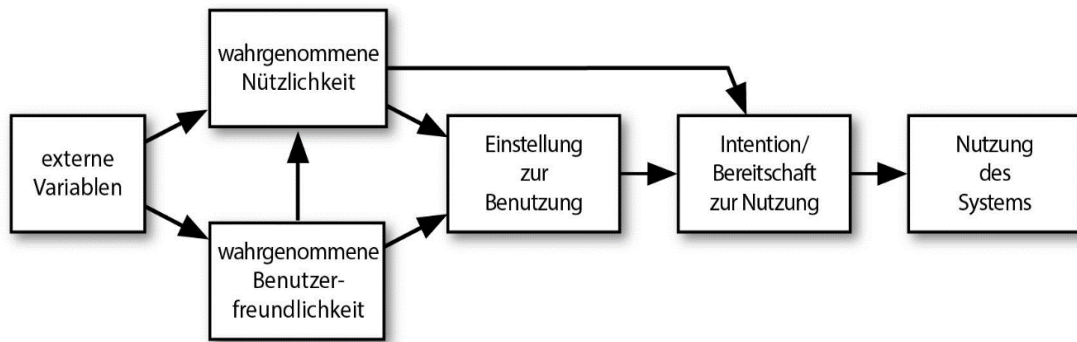 wahrgenommene
Nützlichkeit
externe
Variablen
wahrgenommene
Benutzer-
freundlichkeit
Einstellung
zur
Benutzung
Intention/
Bereitschaft
zur Nutzung
Nutzung
des
Systems